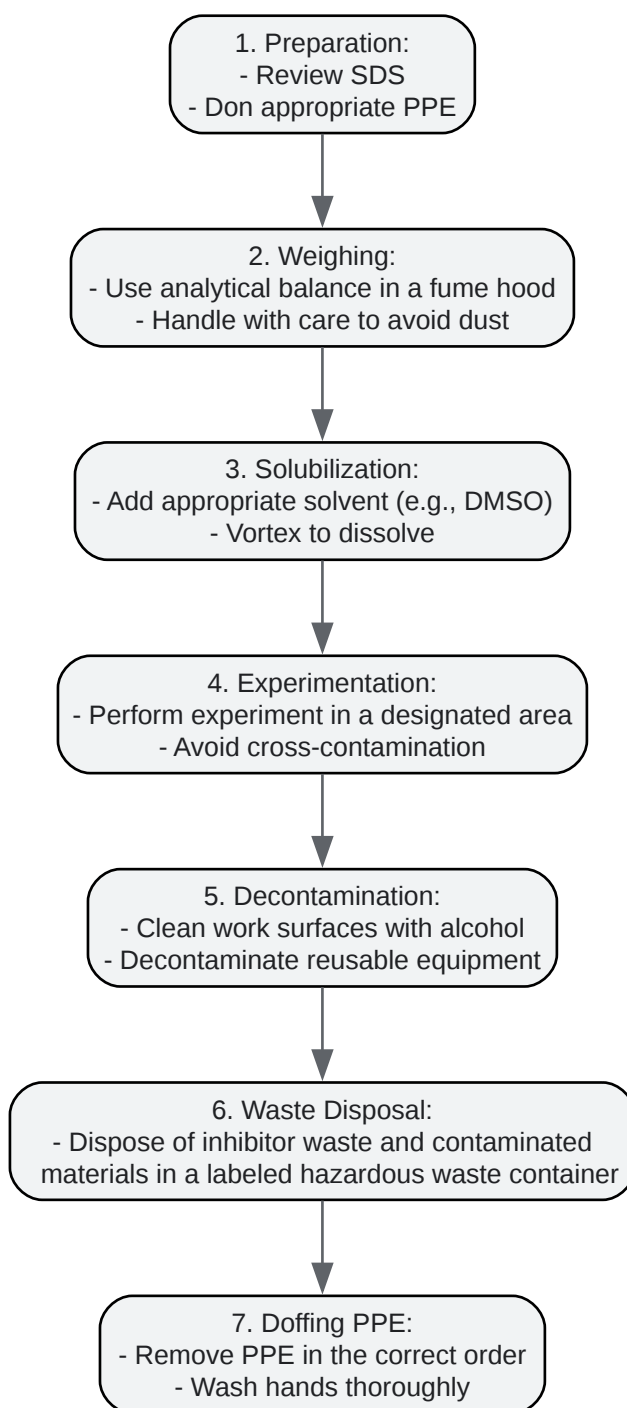 1. Preparation:
- Review SDS
- Don appropriate PPE
2. Weighing:
- Use analytical balance in a fume hood
- Handle with care to avoid dust
3. Solubilization:
- Add appropriate solvent (e.g., DMSO)
- Vortex to dissolve
4. Experimentation:
- Perform experiment in a designated area
- Avoid cross-contamination
5. Decontamination:
- Clean work surfaces with alcohol
- Decontaminate reusable equipment
6. Waste Disposal:
- Dispose of inhibitor waste and contaminated
materials in a labeled hazardous waste container
7. Doffing PPE:
- Remove PPE in the correct order
- Wash hands thoroughly